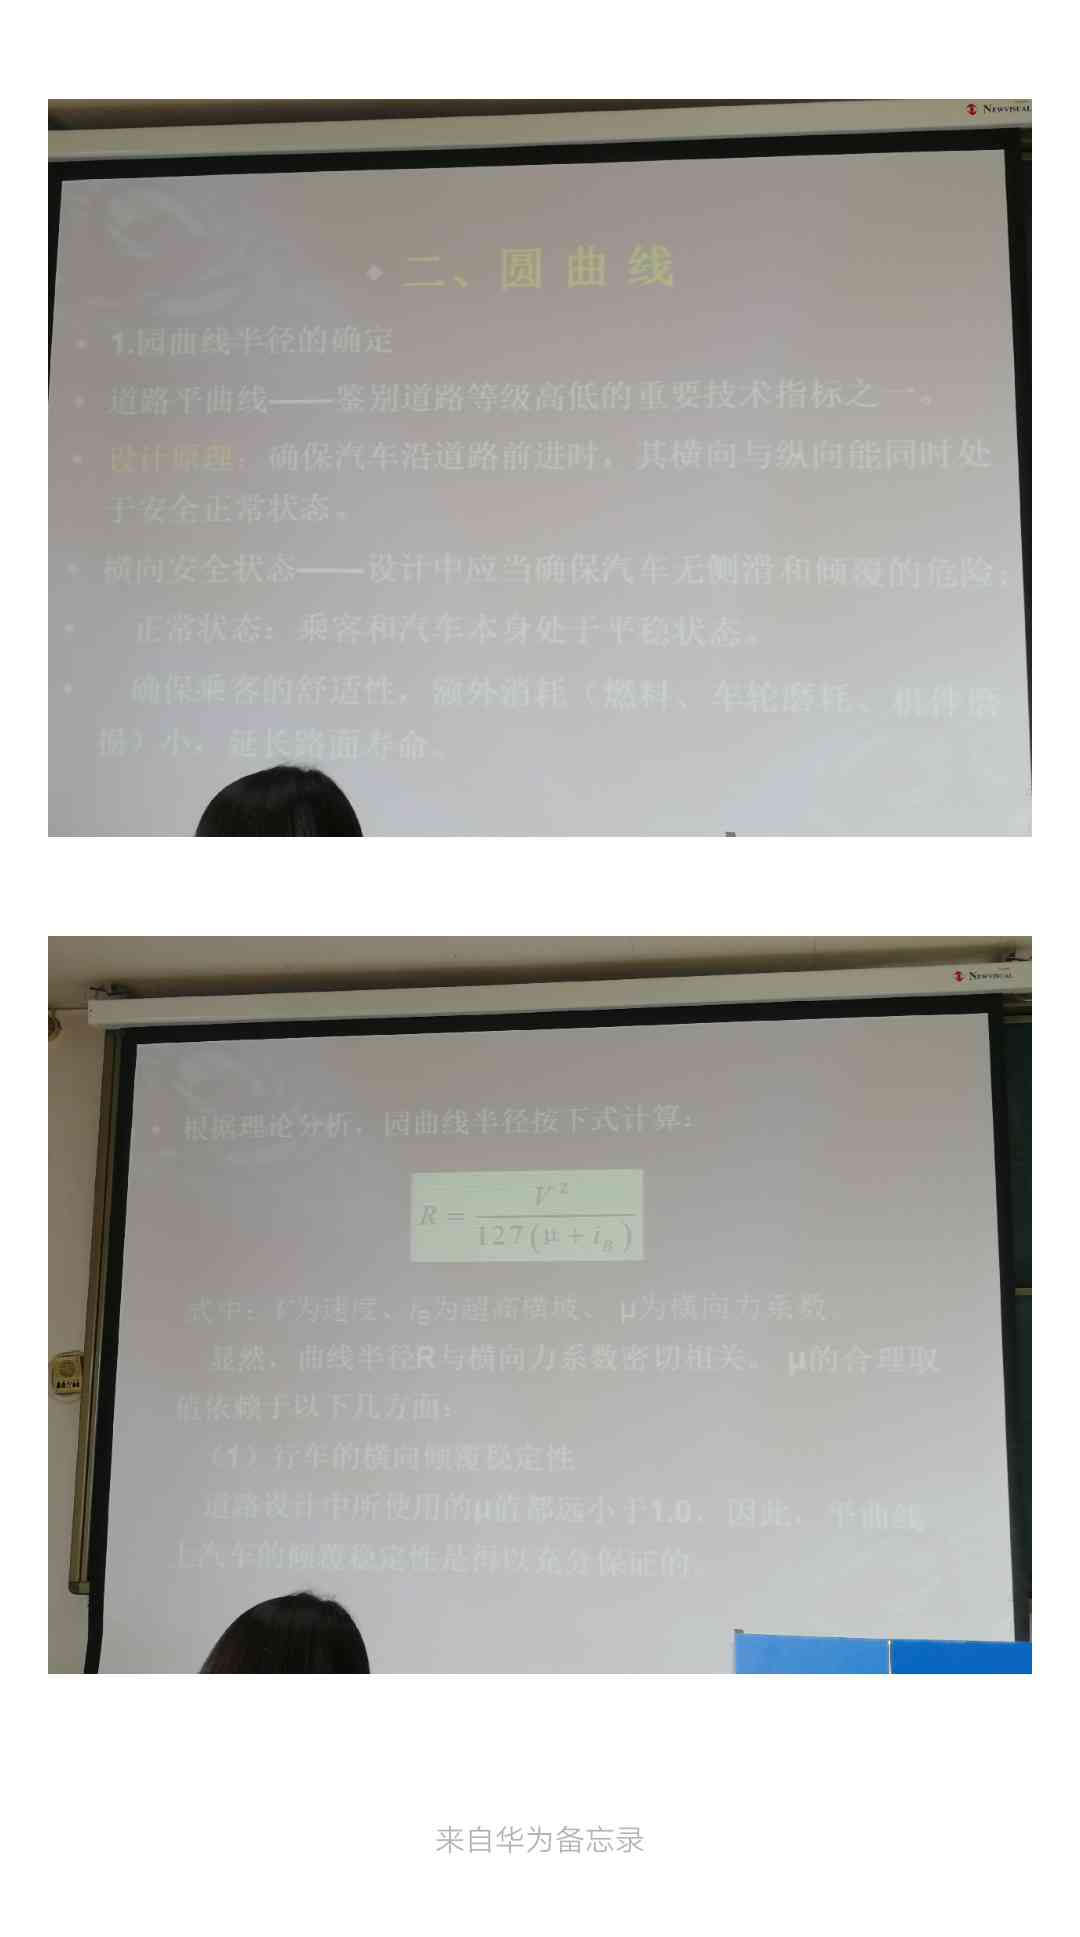 NEWVISUAL
二、圆 曲 线
1.园曲线半径的确定
道路平曲线——鉴别道路等级高低的重要技术指标之一。
设计原理：确保汽车沿道路前进时，其横向与纵向能同时处
于安全正常状态。
横向安全状态——设计中应当确保汽车无侧滑和倾覆的危险；
正常状态：乘客和汽车本身处于平稳状态。
确保乘客的舒适性，额外消耗（燃料、车轮磨耗、机件磨
损）小，延长路面寿命。
NEWVISUAL
根据理论分析，园曲线半径按下式计算：
R = V² / 127(μ + i_B)
式中：V为速度、i_B为超高横坡、μ为横向力系数。
显然，曲线半径R与横向力系数密切相关。μ的合理取
值依赖于以下几方面：
（1）行车的横向倾覆稳定性
道路设计中所使用的μ值都远小于1.0，因此，平曲线
上汽车的倾覆稳定性是得以充分保证的。
来自华为备忘录